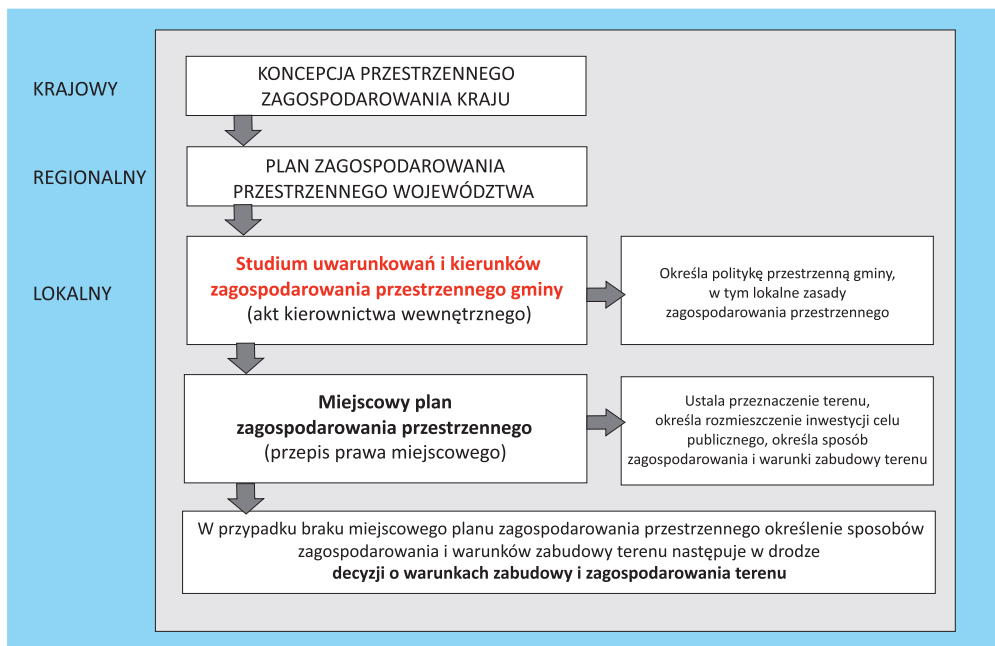 KRAJOWY
KONCEPCJA PRZESTRZENNEGO
ZAGOSPODAROWANIA KRAJU
REGIONALNY
PLAN ZAGOSPODAROWANIA
PRZESTRZENNEGO WOJEWÓDZTWA
LOKALNY
Studium uwarunkowań i kierunków
zagospodarowania przestrzennego gminy
(akt kierownictwa wewnętrznego)
Określa politykę przestrzenną gminy,
w tym lokalne zasady
zagospodarowania przestrzennego
Miejscowy plan
zagospodarowania przestrzennego
(przepis prawa miejscowego)
Ustala przeznaczenie terenu,
określa rozmieszczenie inwestycji celu
publicznego, określa sposób
zagospodarowania i warunki zabudowy terenu
W przypadku braku miejscowego planu zagospodarowania przestrzennego określenie sposobów
zagospodarowania i warunków zabudowy terenu następuje w drodze
decyzji o warunkach zabudowy i zagospodarowania terenu